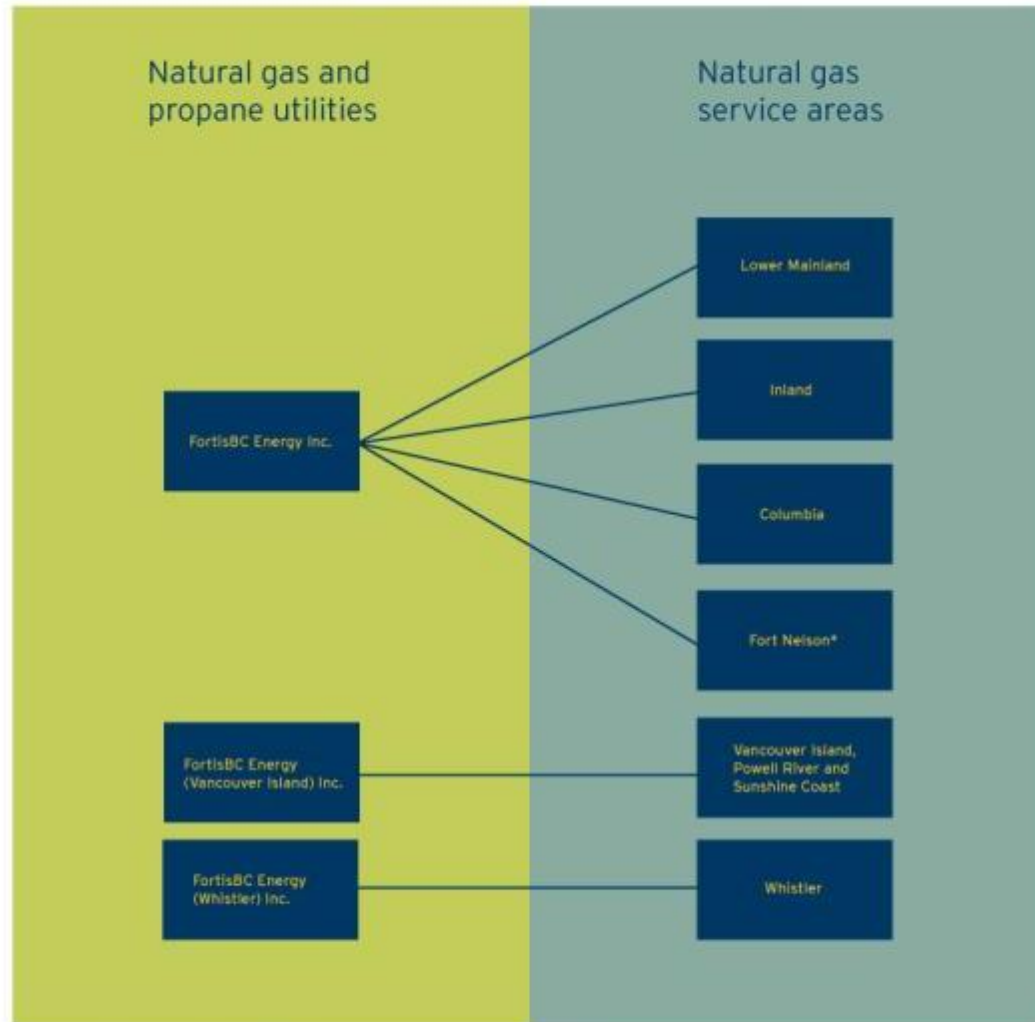 Natural gas and
propane utilities
Natural gas
service areas
Lower Mainland
Inland
FortisBC Energy Inc.
Columbia
Fort Nelson*
FortisBC Energy
(Vancouver Island) Inc.
Vancouver Island,
Powell River and
Sunshine Coast
FortisBC Energy
(Whistler) Inc.
Whistler